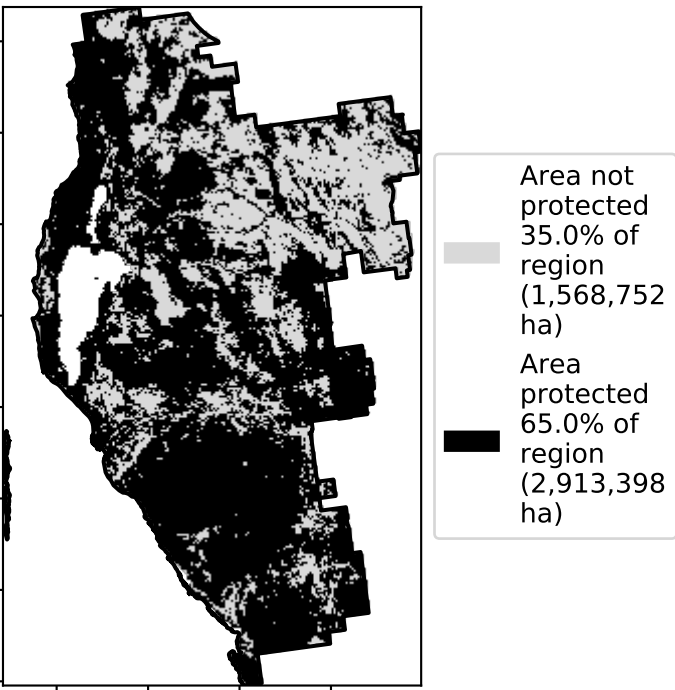 Area not
protected
35.0% of
region
(1,568,752
ha)
Area
protected
65.0% of
region
(2,913,398
ha)